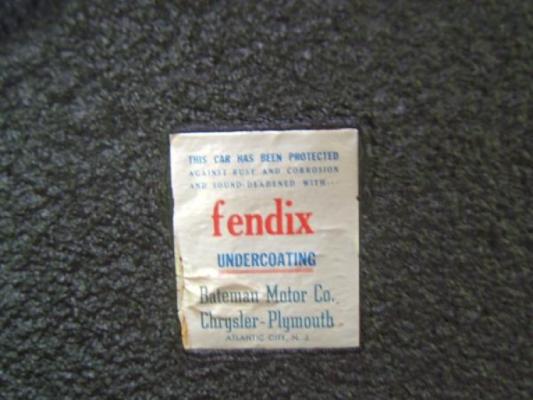 THIS CAR HAS BEEN PROTECTED
AGAINST RUST AND CORROSION
AND SOUND-DEADENED WITH...
fendix
UNDERCOATING
Bateman Motor Co.
Chrysler-Plymouth
ATLANTIC CITY, N. J.